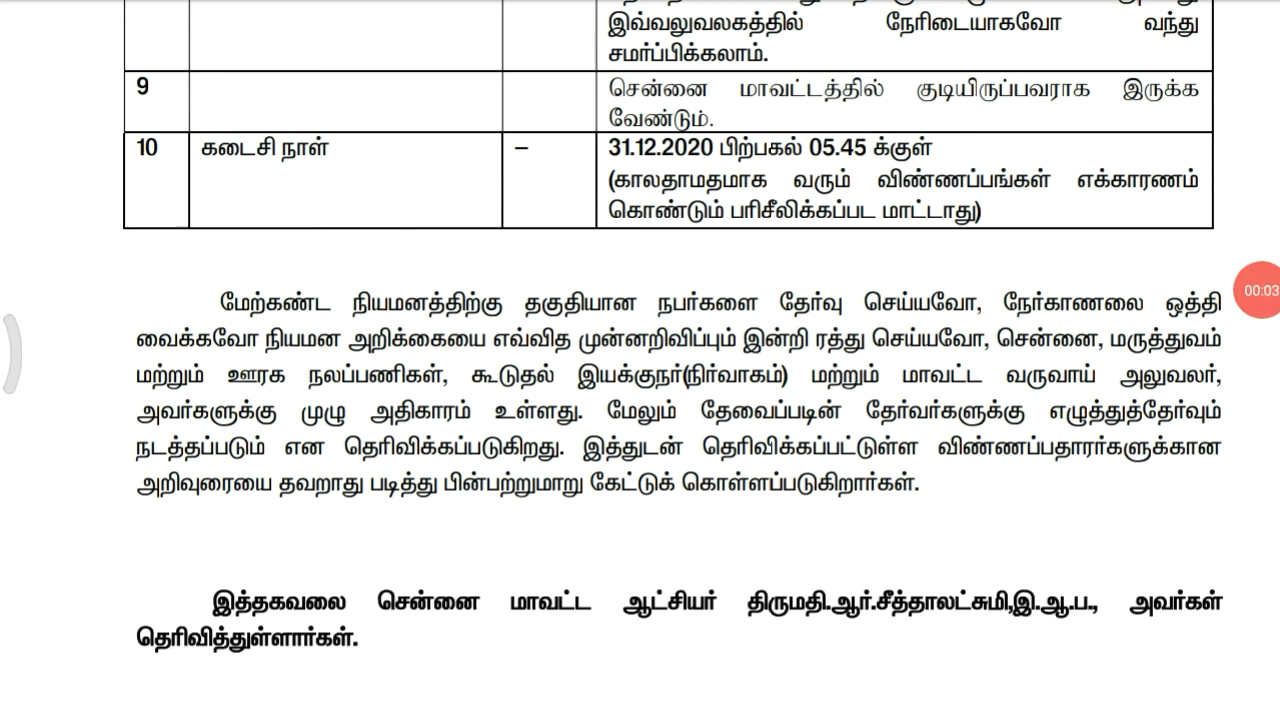 இவ்வலுவலகத்தில் நேரிடையாகவோ வந்து
சமர்ப்பிக்கலாம்.
9 சென்னை மாவட்டத்தில் குடியிருப்பவராக இருக்க
வேண்டும்.
10 கடைசி நாள் – 31.12.2020 பிற்பகல் 05.45 க்குள்
(காலதாமதமாக வரும் விண்ணப்பங்கள் எக்காரணம்
கொண்டும் பரிசீலிக்கப்பட மாட்டாது)
00:03
மேற்கண்ட நியமனத்திற்கு தகுதியான நபர்களை தேர்வு செய்யவோ, நேர்காணலை ஒத்தி
வைக்கவோ நியமன அறிக்கையை எவ்வித முன்னறிவிப்பும் இன்றி ரத்து செய்யவோ, சென்னை, மருத்துவம்
மற்றும் ஊரக நலப்பணிகள், கூடுதல் இயக்குநர்(நிர்வாகம்) மற்றும் மாவட்ட வருவாய் அலுவலர்,
அவர்களுக்கு முழு அதிகாரம் உள்ளது. மேலும் தேவைப்படின் தேர்வர்களுக்கு எழுத்துத்தேர்வும்
நடத்தப்படும் என தெரிவிக்கப்படுகிறது. இத்துடன் தெரிவிக்கப்பட்டுள்ள விண்ணப்பதாரர்களுக்கான
அறிவுரையை தவறாது படித்து பின்பற்றுமாறு கேட்டுக் கொள்ளப்படுகிறார்கள்.
இத்தகவலை சென்னை மாவட்ட ஆட்சியர் திருமதி.ஆர்.சீத்தாலட்சுமி,இ.ஆ.ப., அவர்கள்
தெரிவித்துள்ளார்கள்.